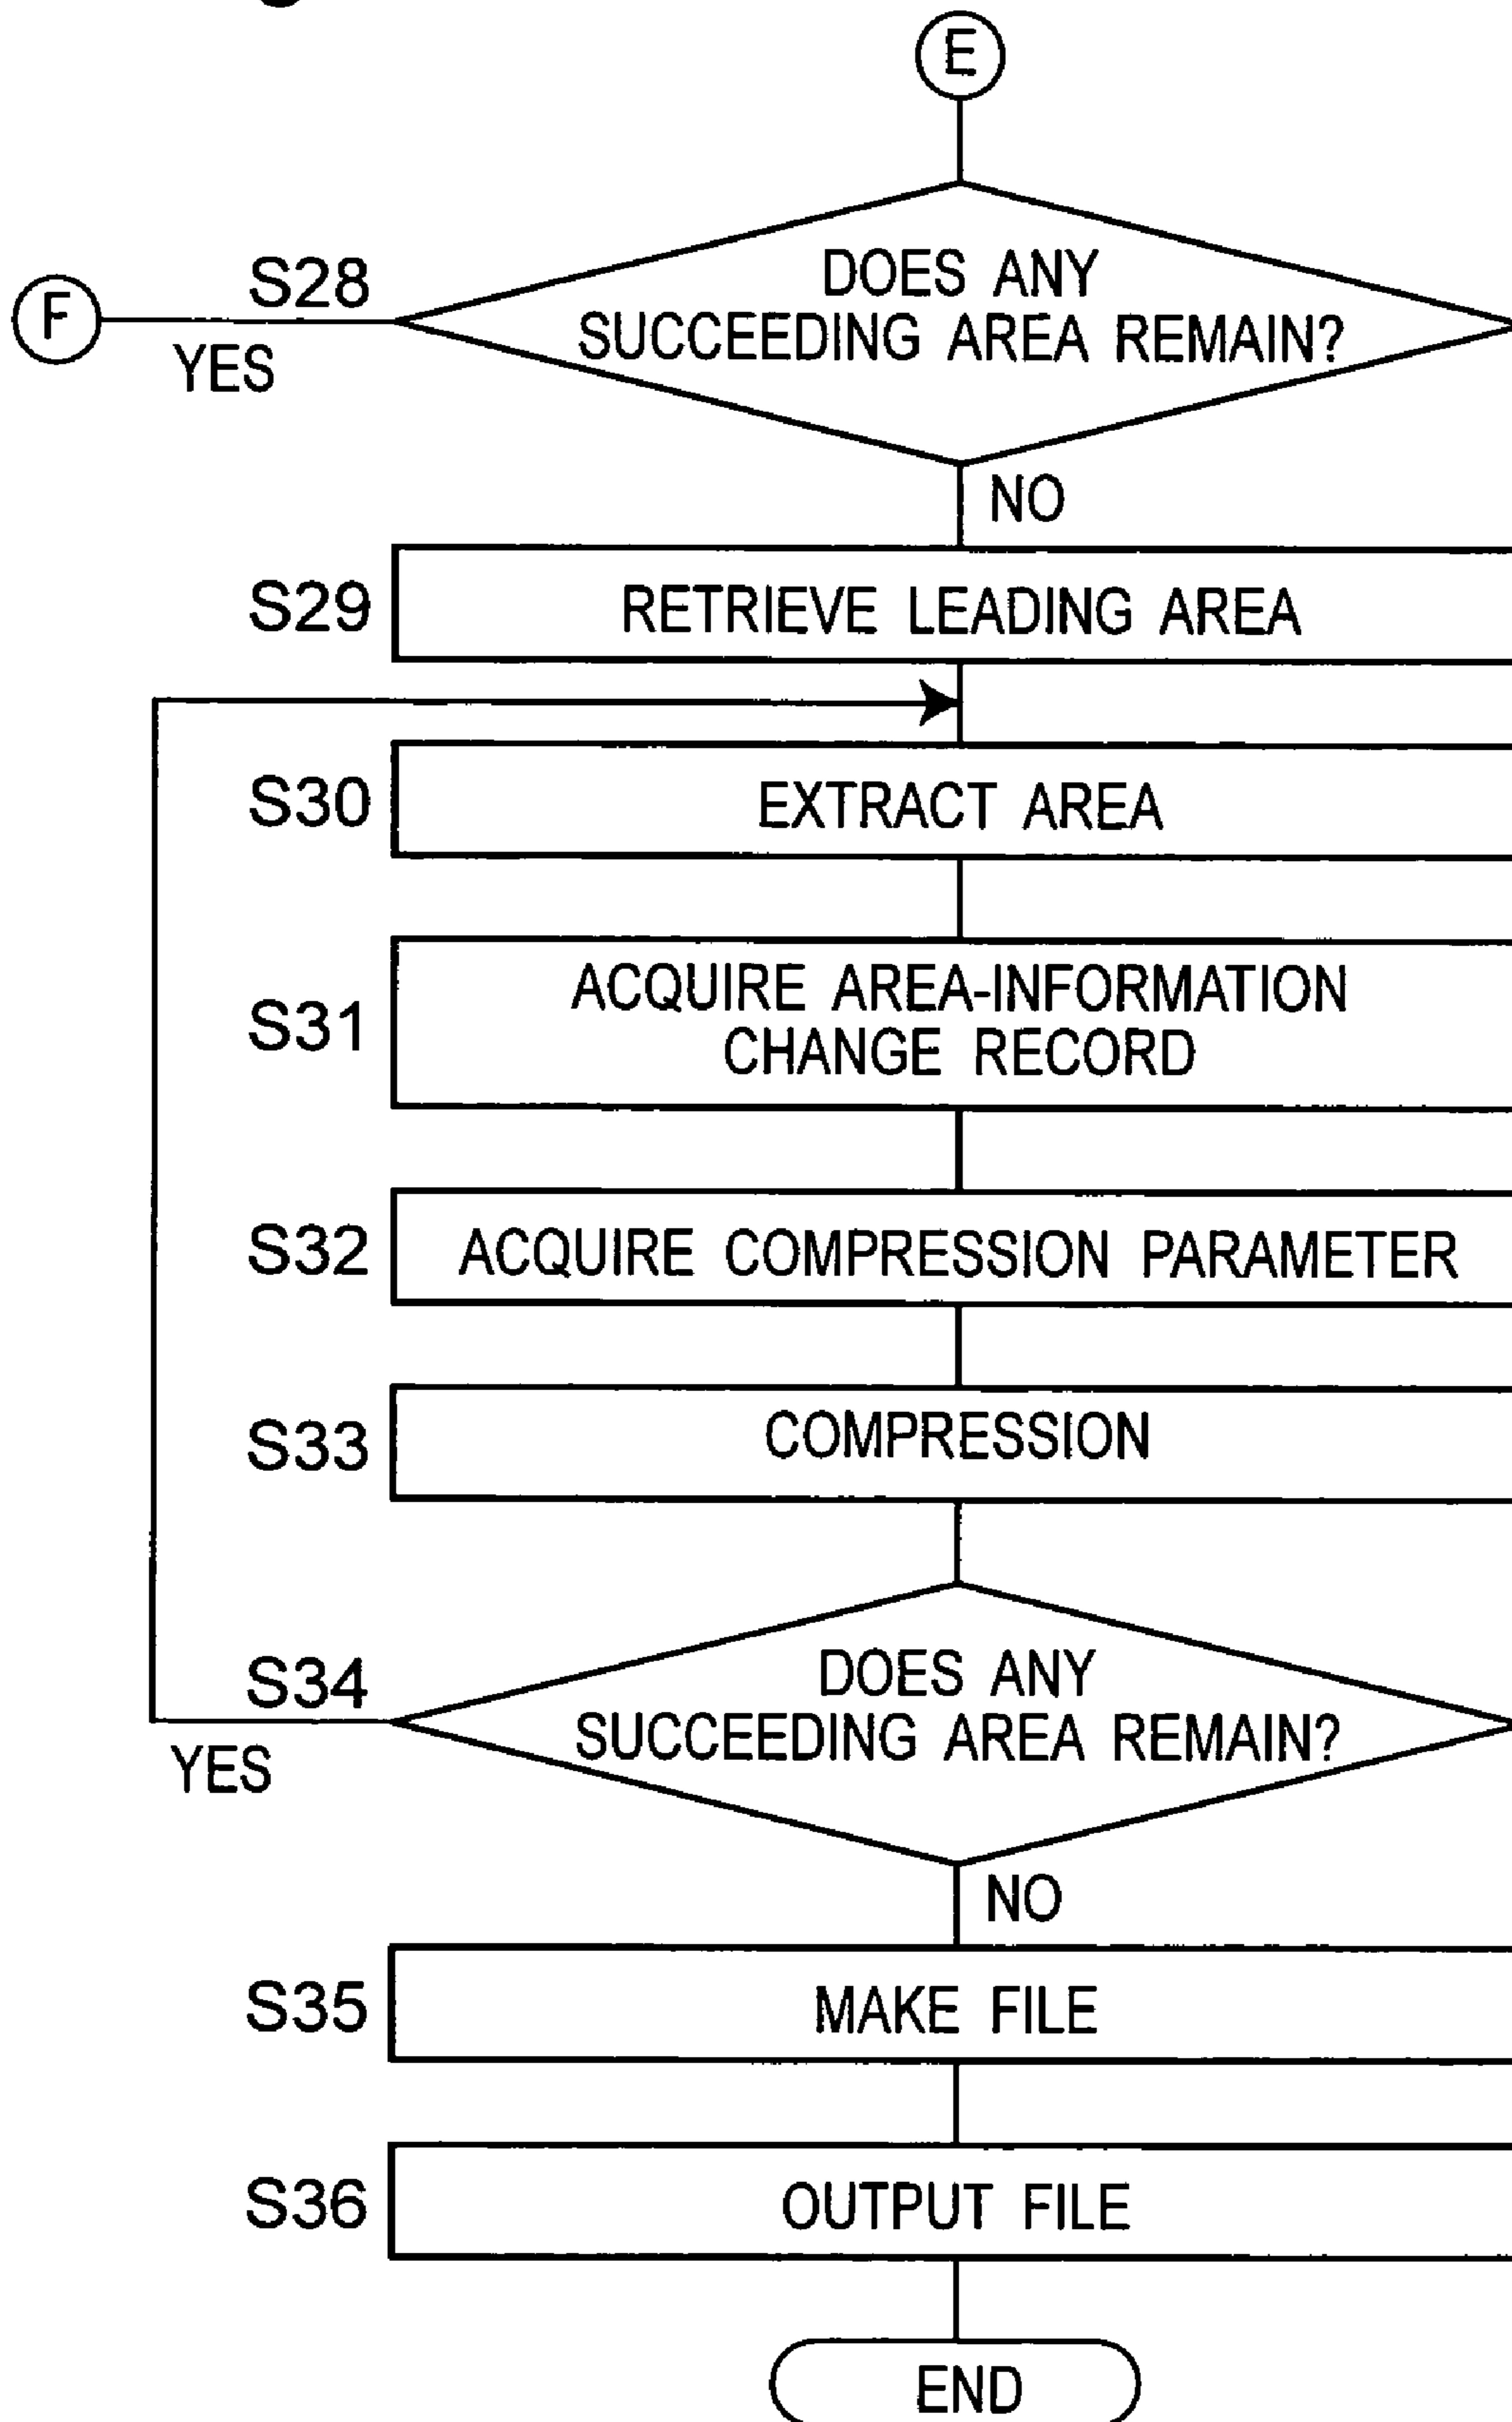 E
DOES ANY
SUCCEEDING AREA REMAIN?
S28
F
YES
NO
S29
RETRIEVE LEADING AREA
S30
EXTRACT AREA
S31
ACQUIRE AREA-INFORMATION
CHANGE RECORD
S32
ACQUIRE COMPRESSION PARAMETER
S33
COMPRESSION
S34
DOES ANY
SUCCEEDING AREA REMAIN?
YES
NO
S35
MAKE FILE
S36
OUTPUT FILE
END